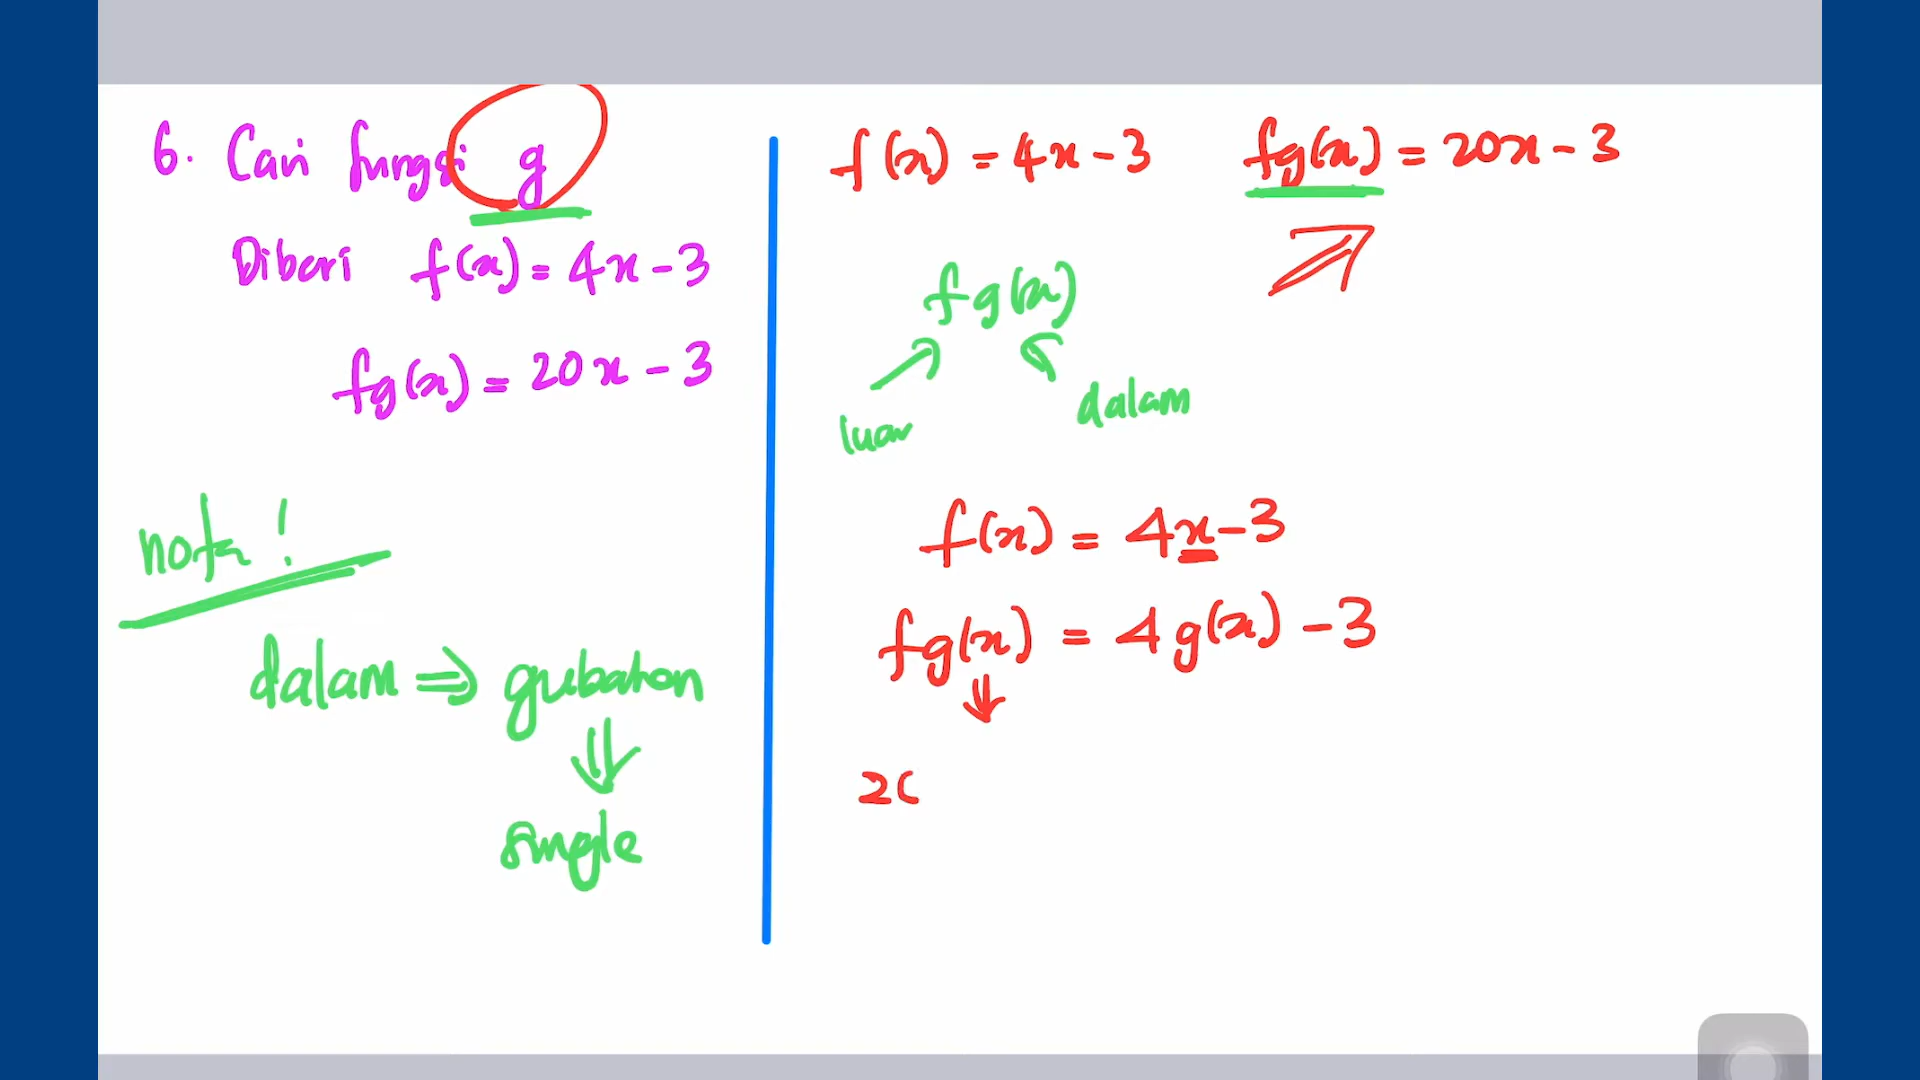 6. Cari fungsi g
Diberi f(x) = 4x - 3
fg(x) = 20x - 3
nota!
dalam ⇒ gubahan
⇓
single
f(x) = 4x - 3 fg(x) = 20x - 3
fg(x)
luar dalam
f(x) = 4x - 3
fg(x) = 4g(x) - 3
⇓
2(